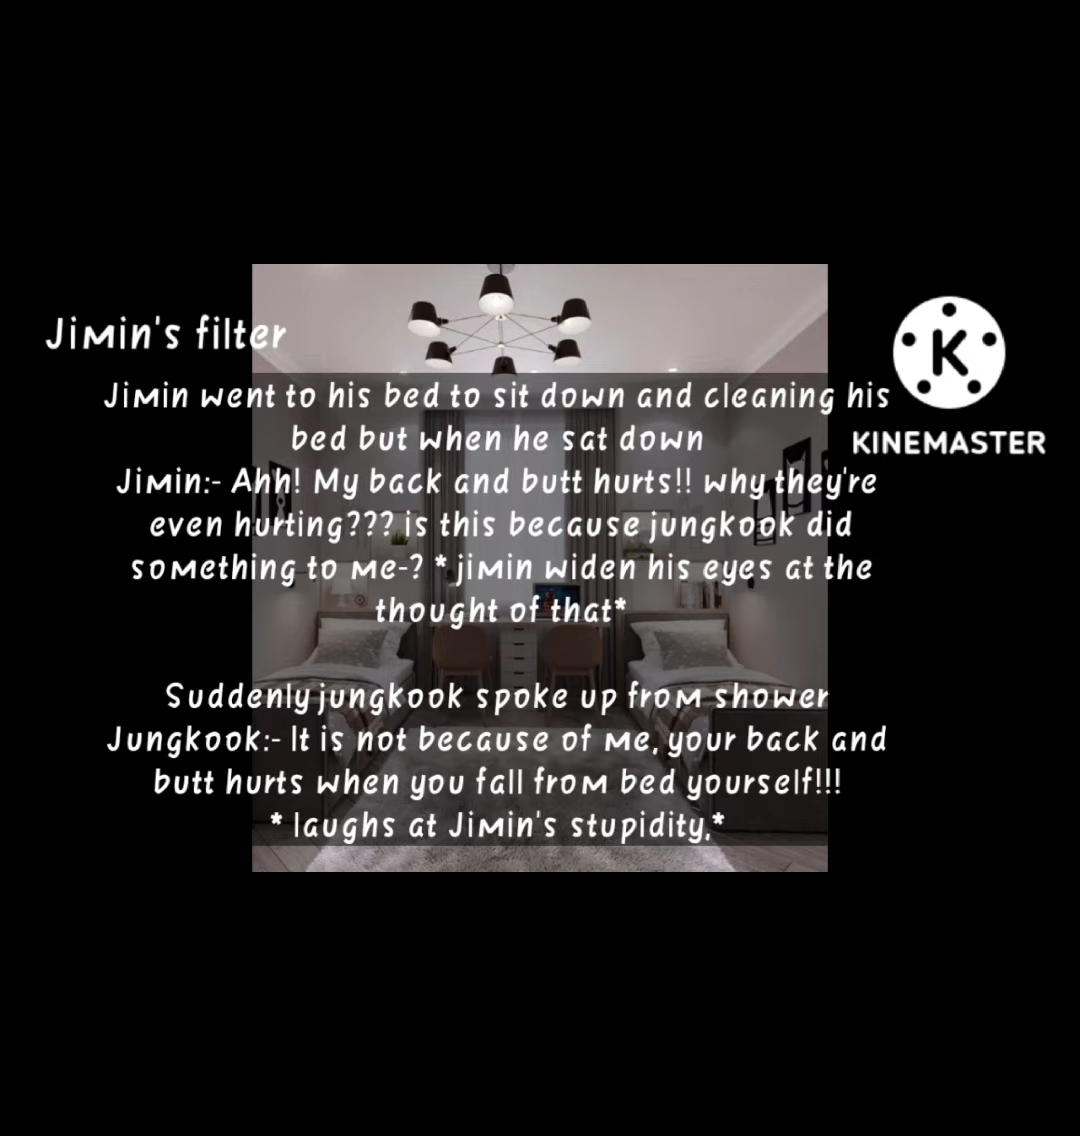 Jimin's filter
Jimin went to his bed to sit down and cleaning his
bed but when he sat down
Jimin:- Ahh! My back and butt hurts!! why they're
even hurting??? is this because jungkook did
something to me-? * jimin widen his eyes at the
thought of that*
Suddenly jungkook spoke up from shower
Jungkook:- It is not because of me, your back and
butt hurts when you fall from bed yourself!!!
* laughs at Jimin's stupidity,*
K
KINEMASTER